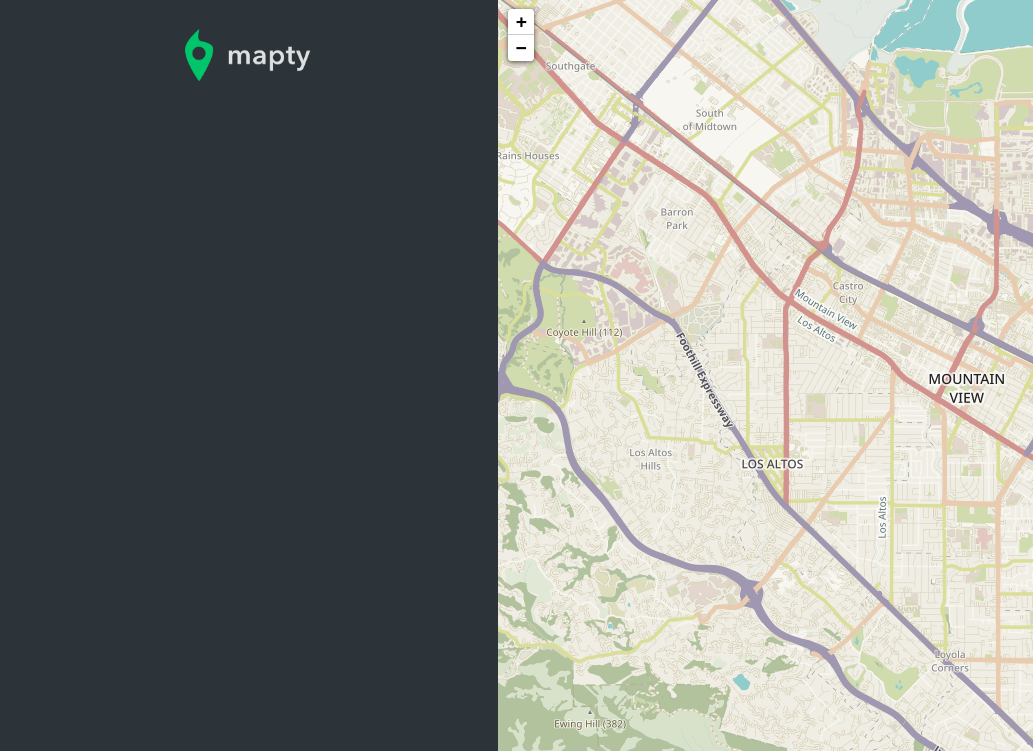 mapty
+
−
Southgate
South
of Midtown
Rains Houses
Barron
Park
Castro
City
Mountain View
Los Altos
Coyote Hill (112)
Foothill Expressway
MOUNTAIN
VIEW
Los Altos
Hills
LOS ALTOS
Los Altos
Loyola
Corners
Ewing Hill (382)